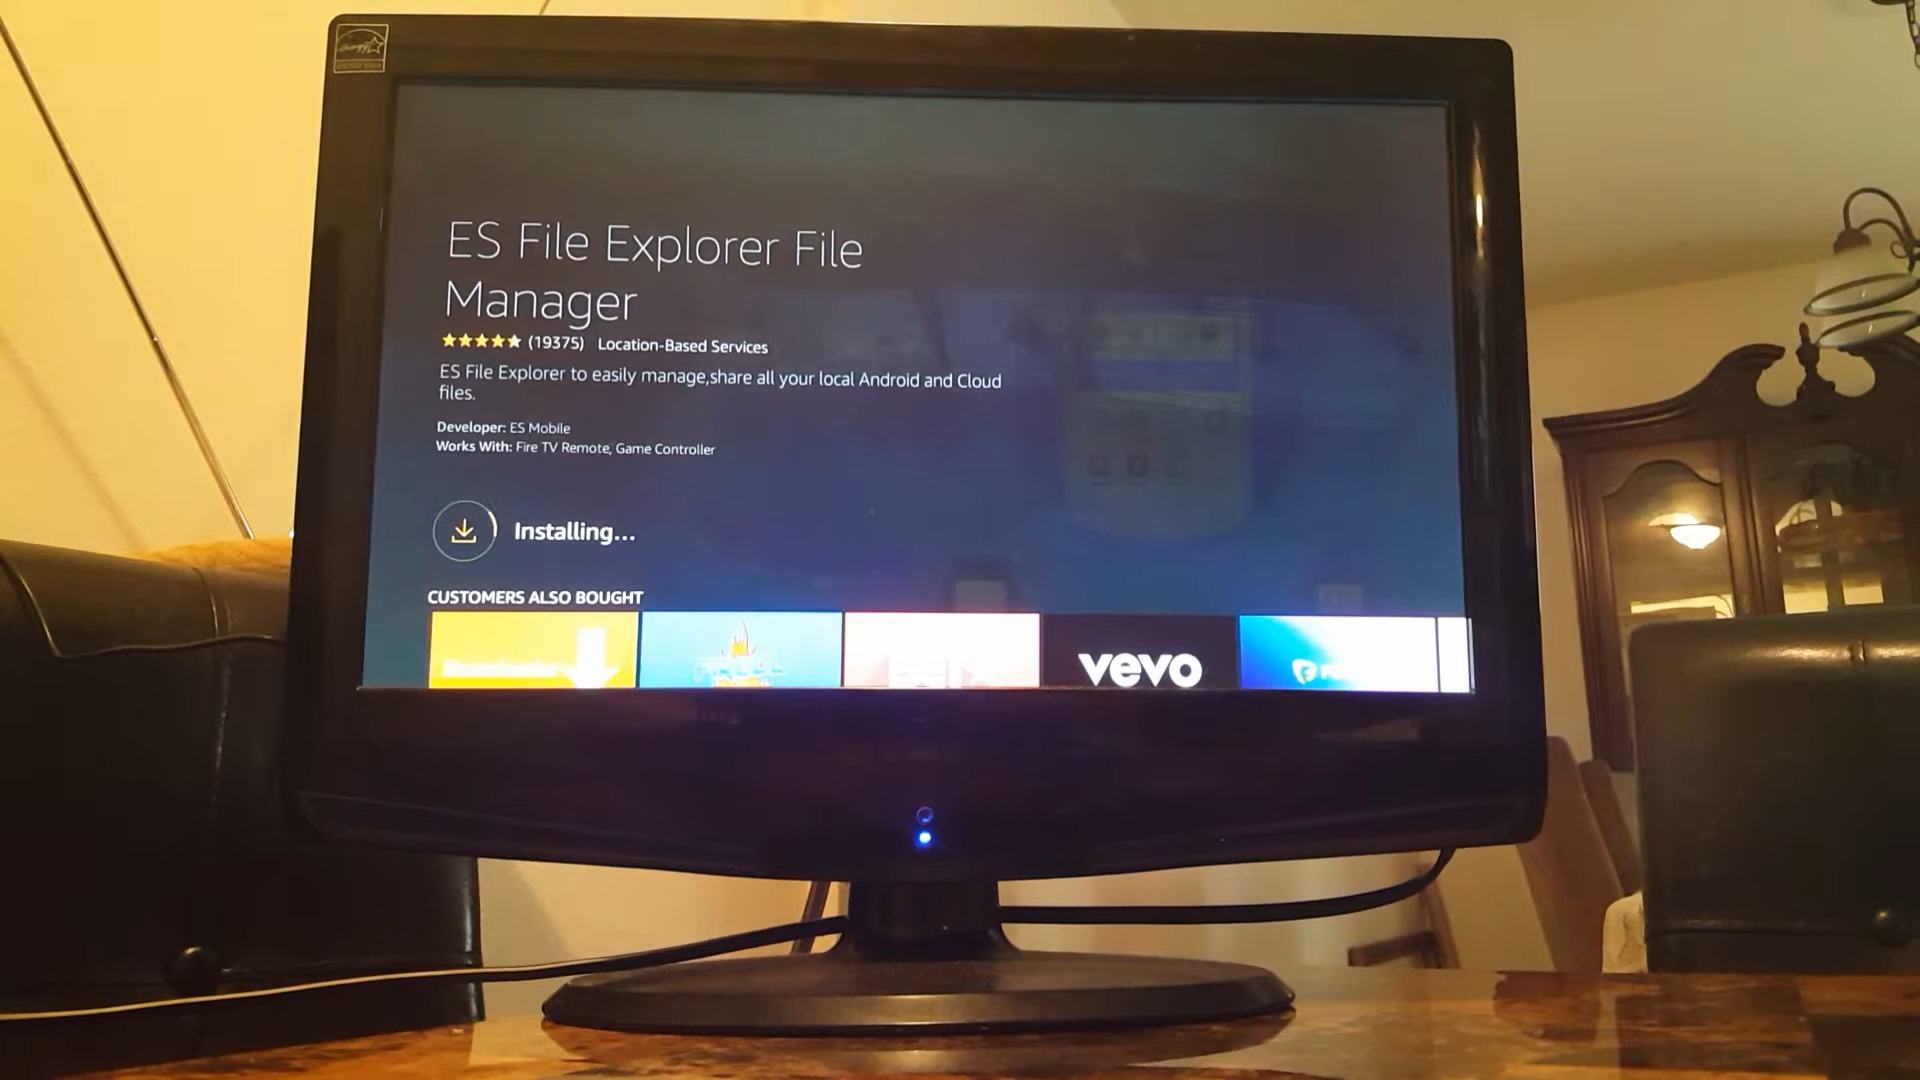 ES File Explorer File
Manager
(19375) Location-Based Services
ES File Explorer to easily manage,share all your local Android and Cloud
files.
Developer: ES Mobile
Works With: Fire TV Remote, Game Controller
Installing...
CUSTOMERS ALSO BOUGHT
vevo